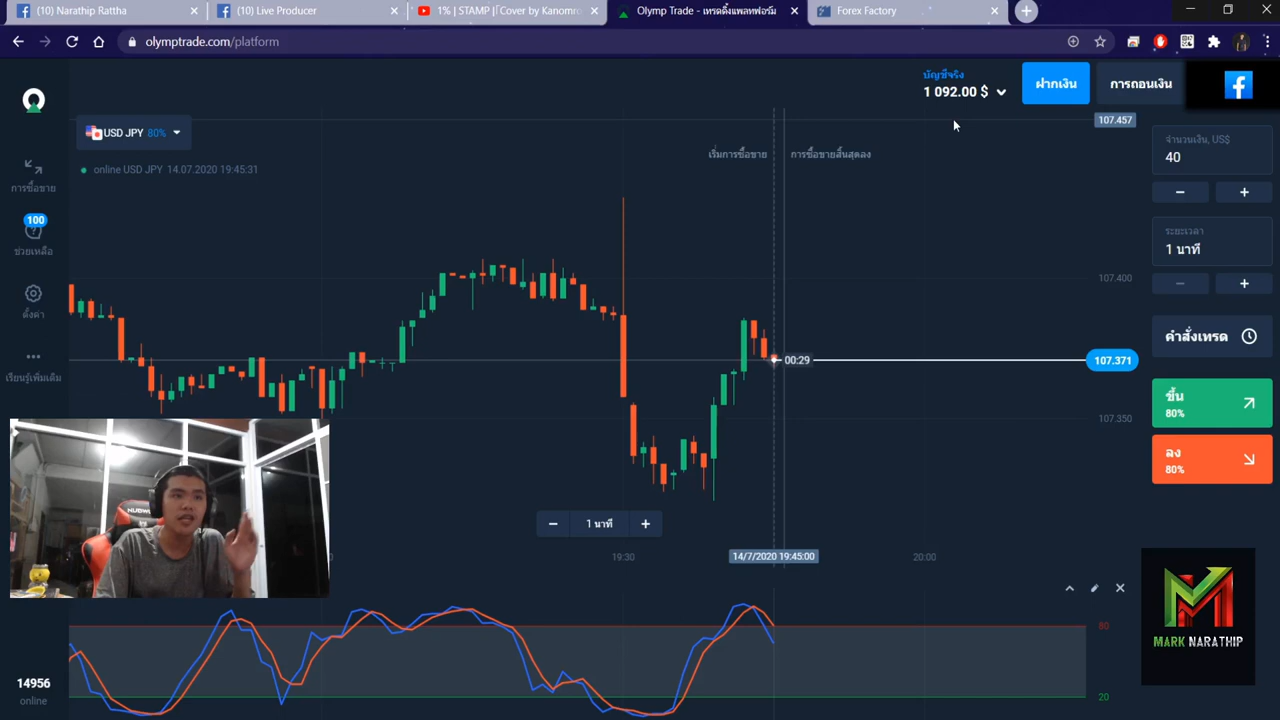 (10) Narathip Rattha
(10) Live Producer
1% | STAMP |「Cover by Kanomro
Olymp Trade - เทรดดิ้งแพลทฟอร์ม
Forex Factory
olymptrade.com/platform
บัญชีจริง
1 092.00 $
ฝากเงิน
การถอนเงิน
USD JPY 80%
107.457
online USD JPY 14.07.2020 19:45:31
เริ่มการซื้อขาย
การซื้อขายสิ้นสุดลง
จำนวนเงิน, US$
40
การซื้อขาย
100
ช่วยเหลือ
ระยะเวลา
1 นาที
107.400
ตั้งค่า
คำสั่งเทรด
00:29
107.371
เรียนรู้เพิ่มเติม
ขึ้น
80%
107.350
ลง
80%
1 นาที
19:30
14/7/2020 19:45:00
20:00
80
MARK NARATHIP
14956
online
20